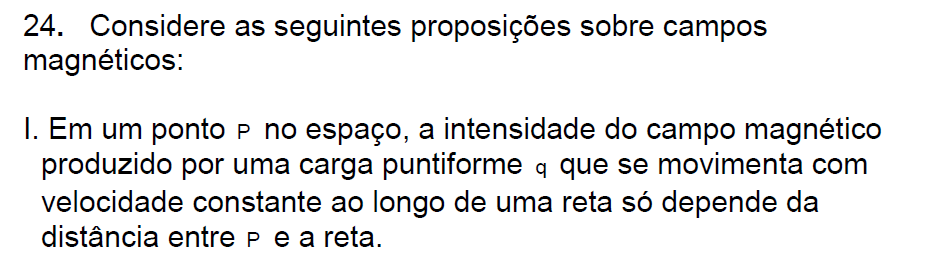 24. Considere as seguintes proposições sobre campos
magnéticos:
I. Em um ponto P no espaço, a intensidade do campo magnético
produzido por uma carga puntiforme q que se movimenta com
velocidade constante ao longo de uma reta só depende da
distância entre P e a reta.